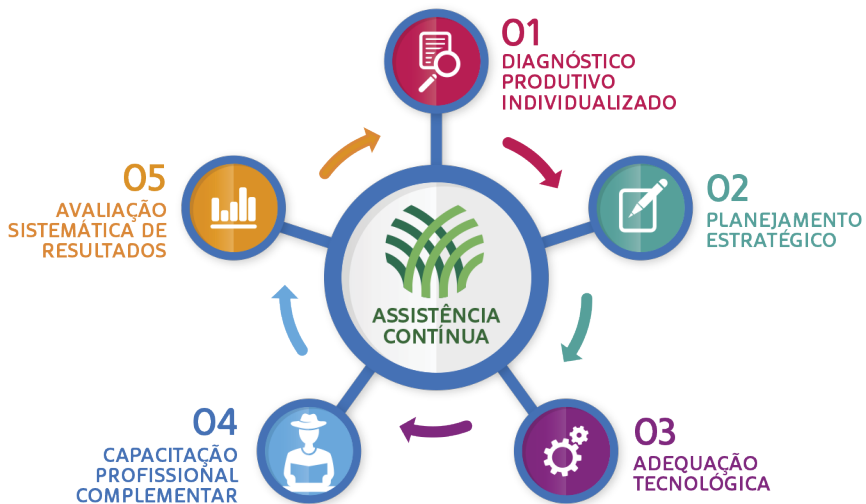 01
DIAGNÓSTICO
PRODUTIVO
INDIVIDUALIZADO
02
PLANEJAMENTO
ESTRATÉGICO
03
ADEQUAÇÃO
TECNOLÓGICA
04
CAPACITAÇÃO
PROFISSIONAL
COMPLEMENTAR
05
AVALIAÇÃO
SISTEMÁTICA DE
RESULTADOS
ASSISTÊNCIA
CONTÍNUA